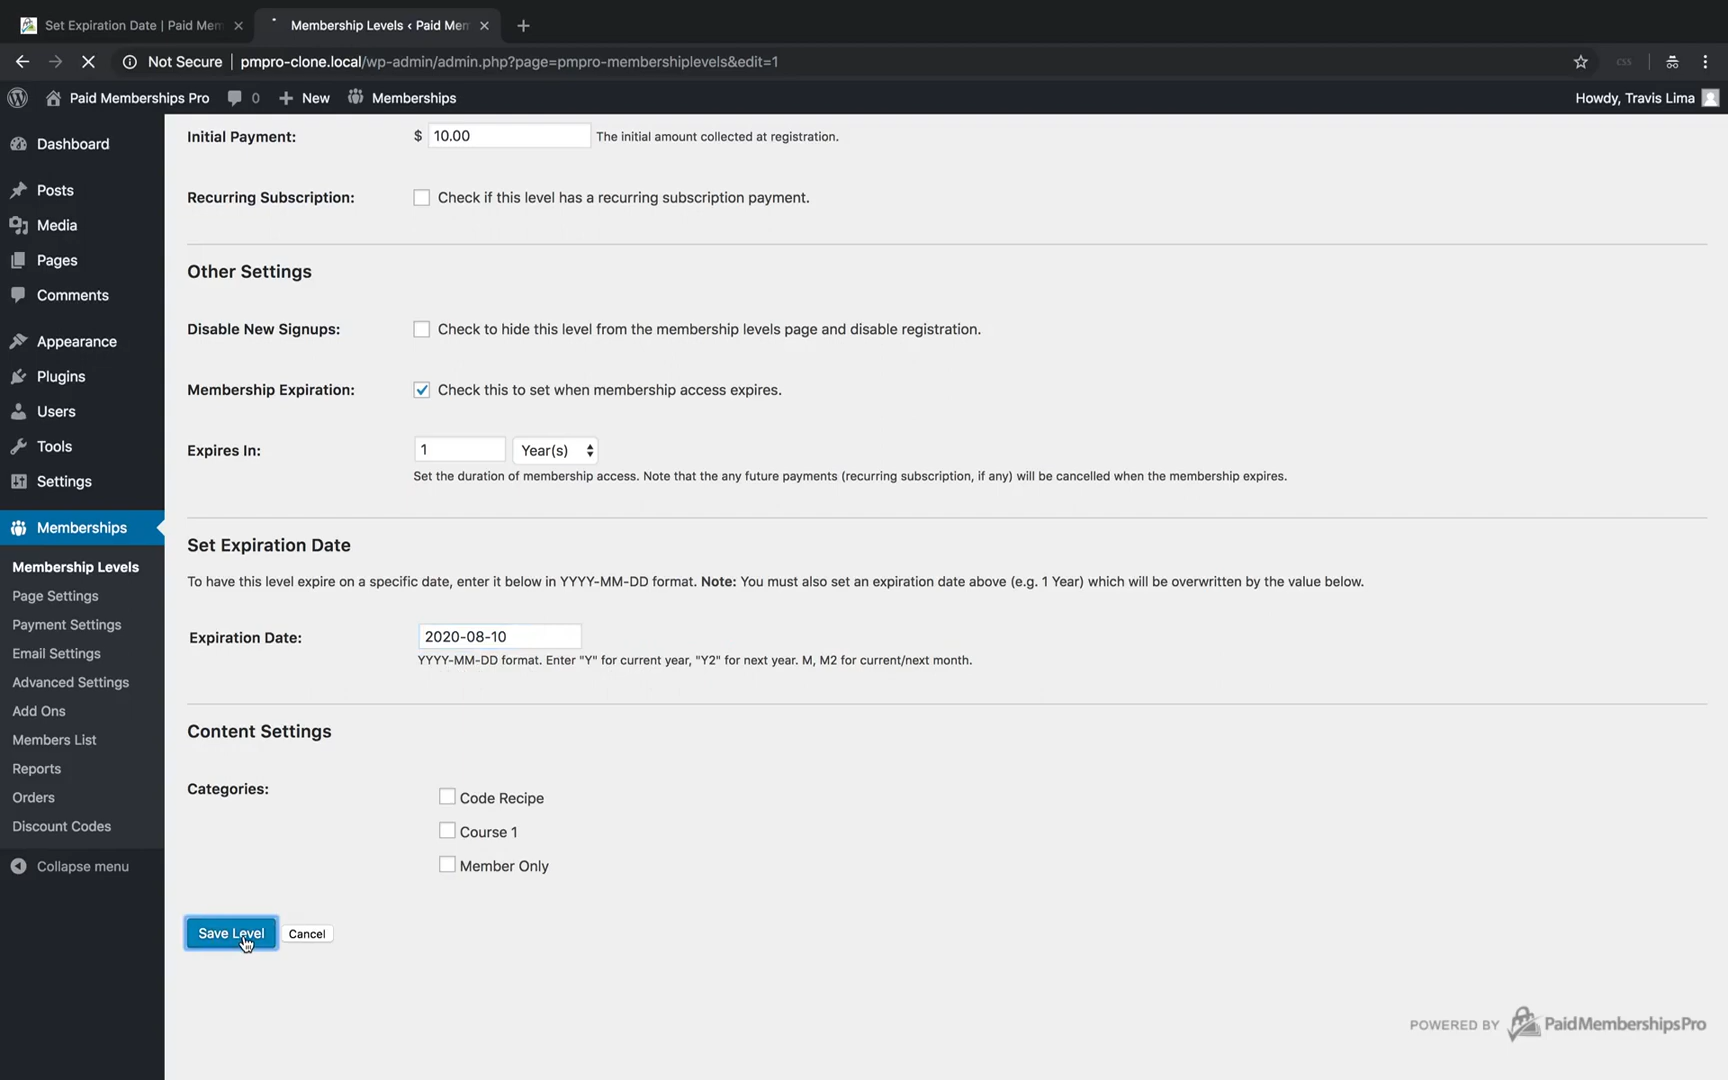 Set Expiration Date | Paid Mem
Membership Levels ‹ Paid Mem
Not Secure | pmpro-clone.local/wp-admin/admin.php?page=pmpro-membershiplevels&edit=1
CSS
Paid Memberships Pro
0
New
Memberships
Howdy, Travis Lima
Dashboard
Posts
Media
Pages
Comments
Appearance
Plugins
Users
Tools
Settings
Memberships
Membership Levels
Page Settings
Payment Settings
Email Settings
Advanced Settings
Add Ons
Members List
Reports
Orders
Discount Codes
Collapse menu
Initial Payment: $ 10.00 The initial amount collected at registration.
Recurring Subscription: Check if this level has a recurring subscription payment.
Other Settings
Disable New Signups: Check to hide this level from the membership levels page and disable registration.
Membership Expiration: Check this to set when membership access expires.
Expires In: 1 Year(s)
Set the duration of membership access. Note that the any future payments (recurring subscription, if any) will be cancelled when the membership expires.
Set Expiration Date
To have this level expire on a specific date, enter it below in YYYY-MM-DD format. Note: You must also set an expiration date above (e.g. 1 Year) which will be overwritten by the value below.
Expiration Date: 2020-08-10
YYYY-MM-DD format. Enter "Y" for current year, "Y2" for next year. M, M2 for current/next month.
Content Settings
Categories:
Code Recipe
Course 1
Member Only
Save Level Cancel
POWERED BY PaidMembershipsPro